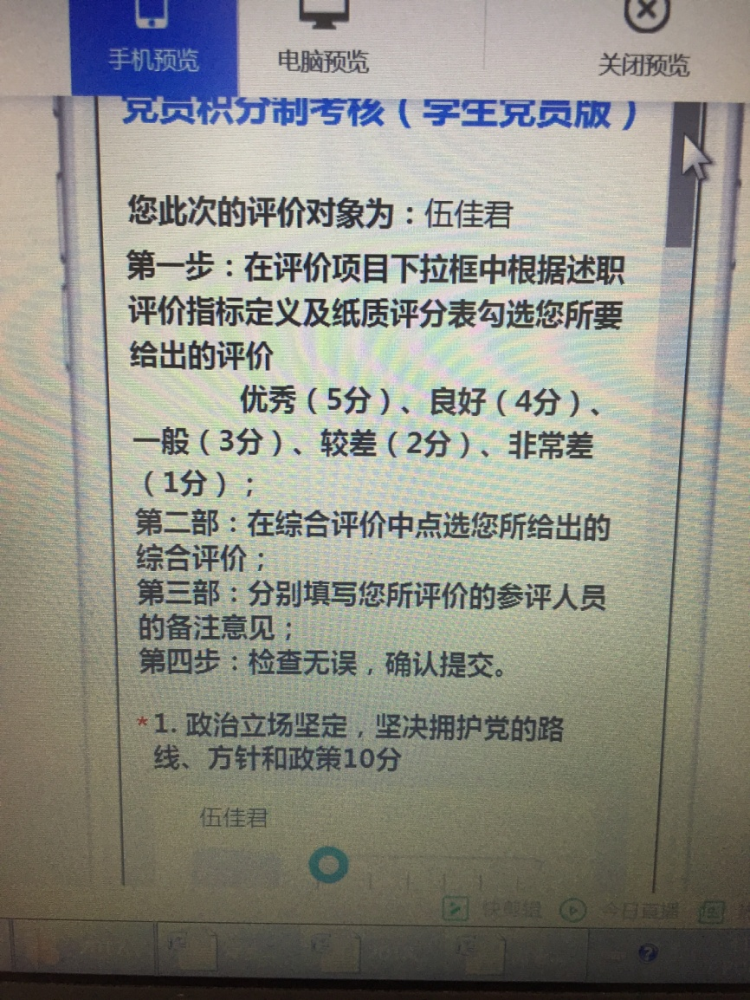 手机预览 电脑预览 关闭预览
党员积分制考核（学生党员版）
您此次的评价对象为：伍佳君
第一步：在评价项目下拉框中根据述职
评价指标定义及纸质评分表勾选您所要
给出的评价
优秀（5分）、良好（4分）、
一般（3分）、较差（2分）、非常差
（1分）；
第二部：在综合评价中点选您所给出的
综合评价；
第三部：分别填写您所评价的参评人员
的备注意见；
第四步：检查无误，确认提交。
*1. 政治立场坚定，坚决拥护党的路
线、方针和政策10分
伍佳君
快剪辑 今日直播